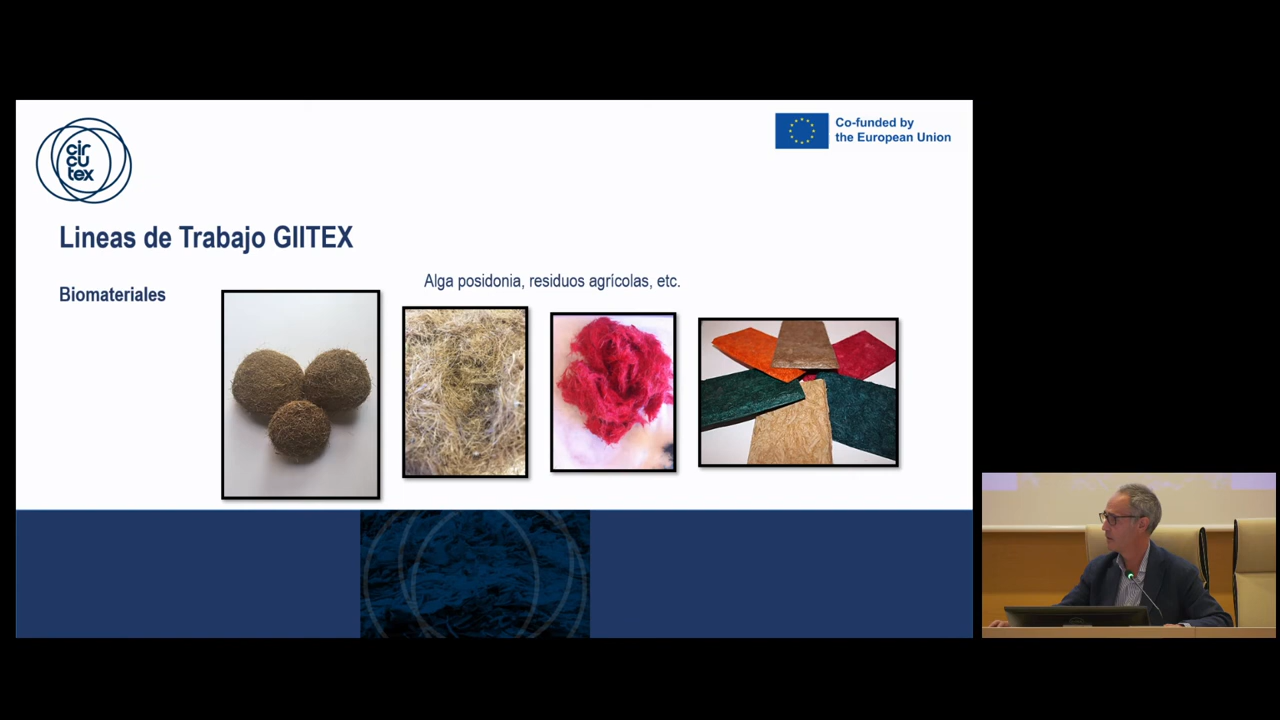 cir
cu
tex
Co-funded by
the European Union
Lineas de Trabajo GIITEX
Alga posidonia, residuos agrícolas, etc.
Biomateriales